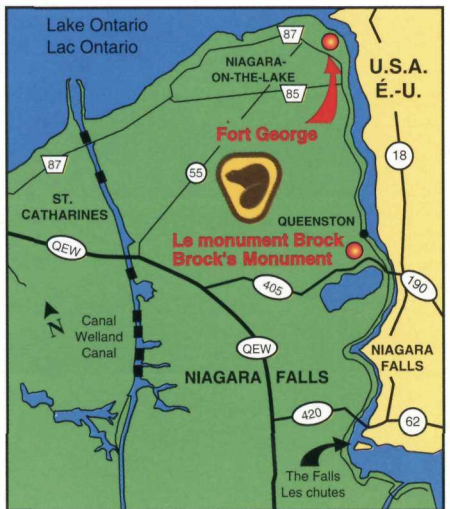 Lake Ontario
Lac Ontario
87
NIAGARA-
ON-THE-LAKE
U.S.A.
É.-U.
85
Fort George
18
87
55
ST.
CATHARINES
QUEENSTON
QEW
Le monument Brock
Brock's Monument
405
190
N
Canal
Welland
Canal
QEW
NIAGARA
FALLS
NIAGARA FALLS
420
62
The Falls
Les chutes